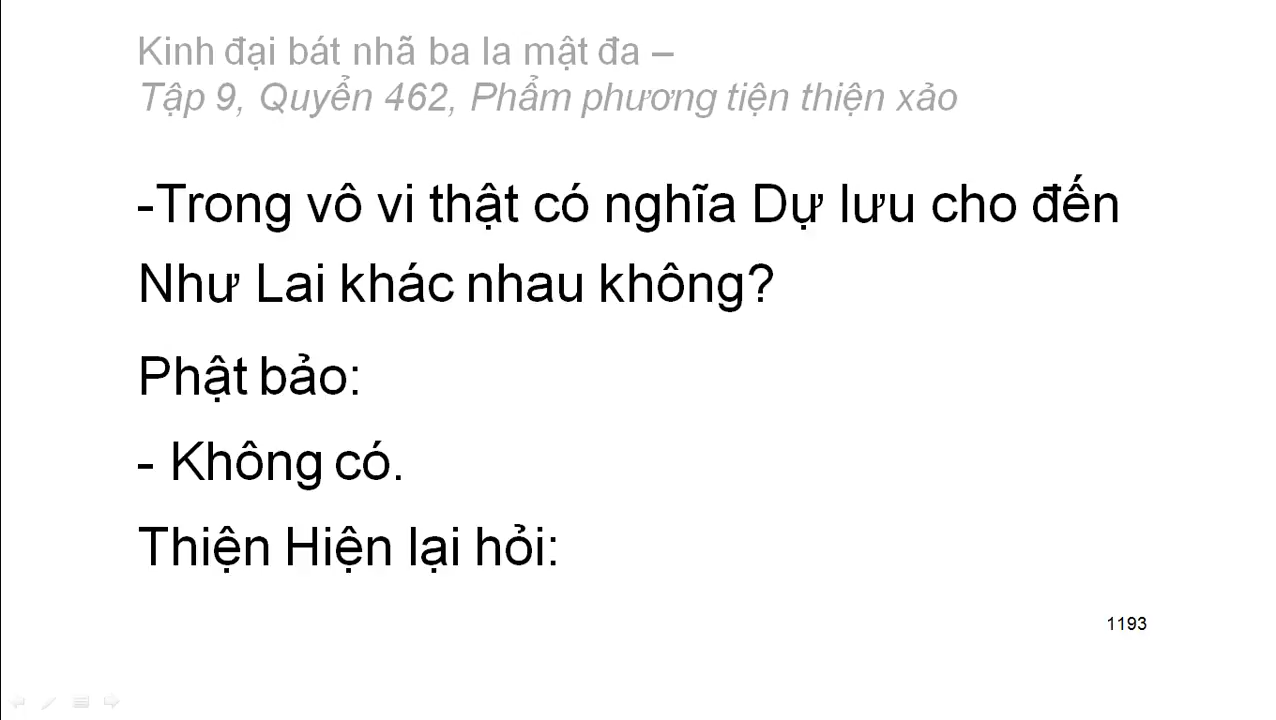 Kinh đại bát nhã ba la mật đa –
Tập 9, Quyển 462, Phẩm phương tiện thiện xảo
-Trong vô vi thật có nghĩa Dự lưu cho đến
Như Lai khác nhau không?
Phật bảo:
- Không có.
Thiện Hiện lại hỏi:
1193